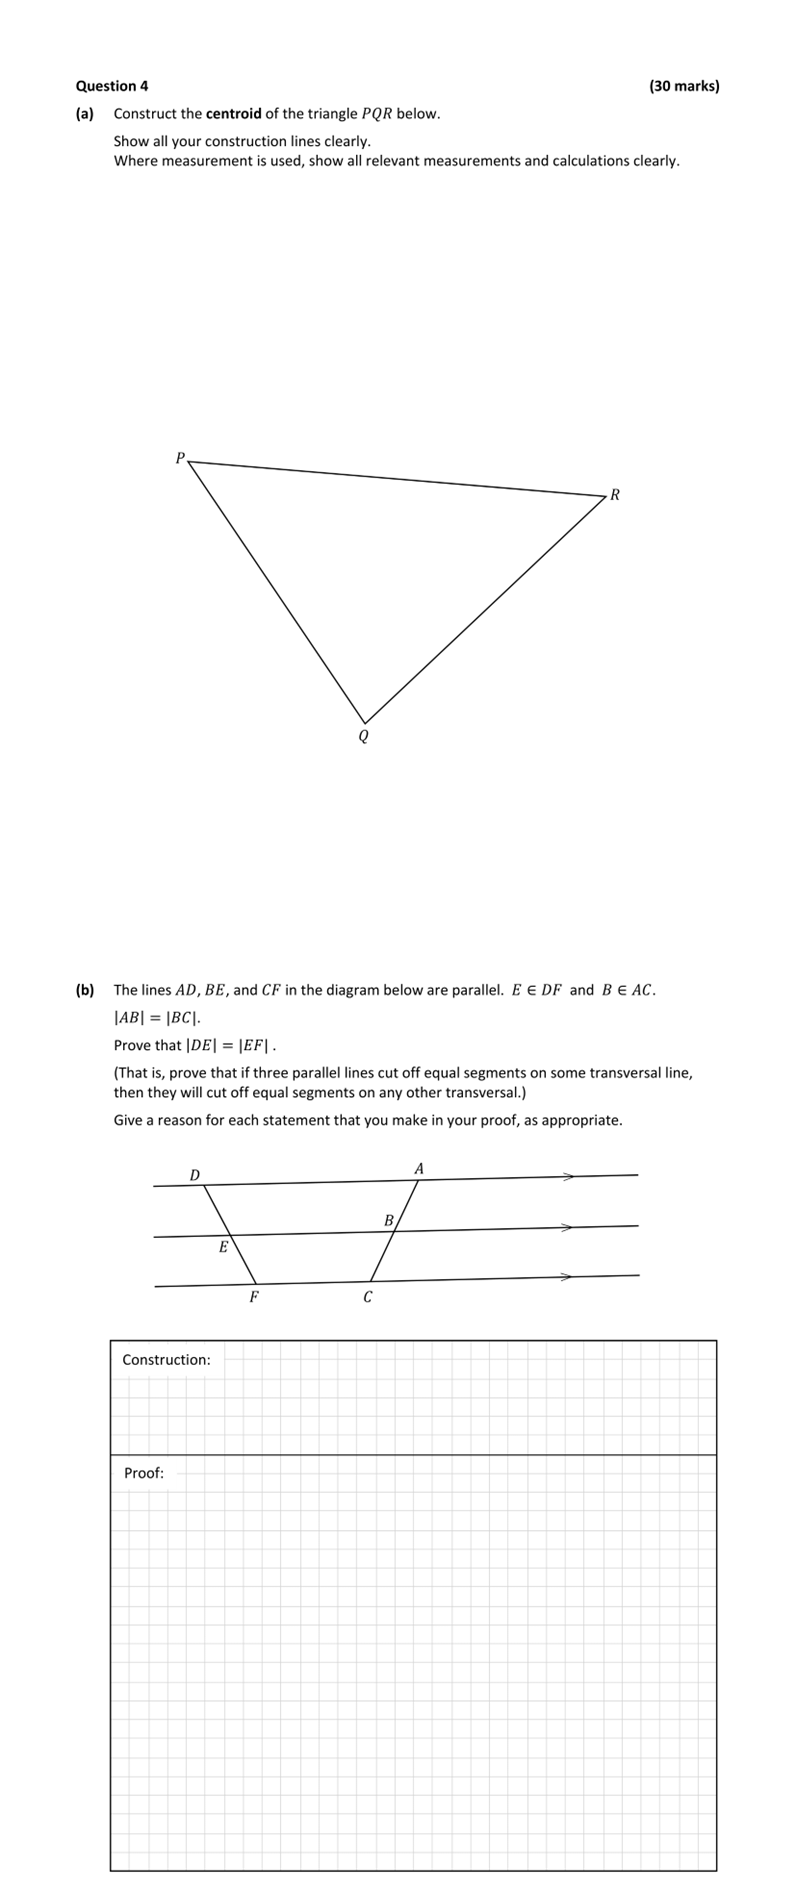 Question 4 (30 marks)
(a) Construct the centroid of the triangle PQR below.
Show all your construction lines clearly.
Where measurement is used, show all relevant measurements and calculations clearly.
P
R
Q
(b) The lines AD, BE, and CF in the diagram below are parallel. E ∈ DF and B ∈ AC.
|AB| = |BC|.
Prove that |DE| = |EF| .
(That is, prove that if three parallel lines cut off equal segments on some transversal line,
then they will cut off equal segments on any other transversal.)
Give a reason for each statement that you make in your proof, as appropriate.
D A
B
E
F C
Construction:
Proof: